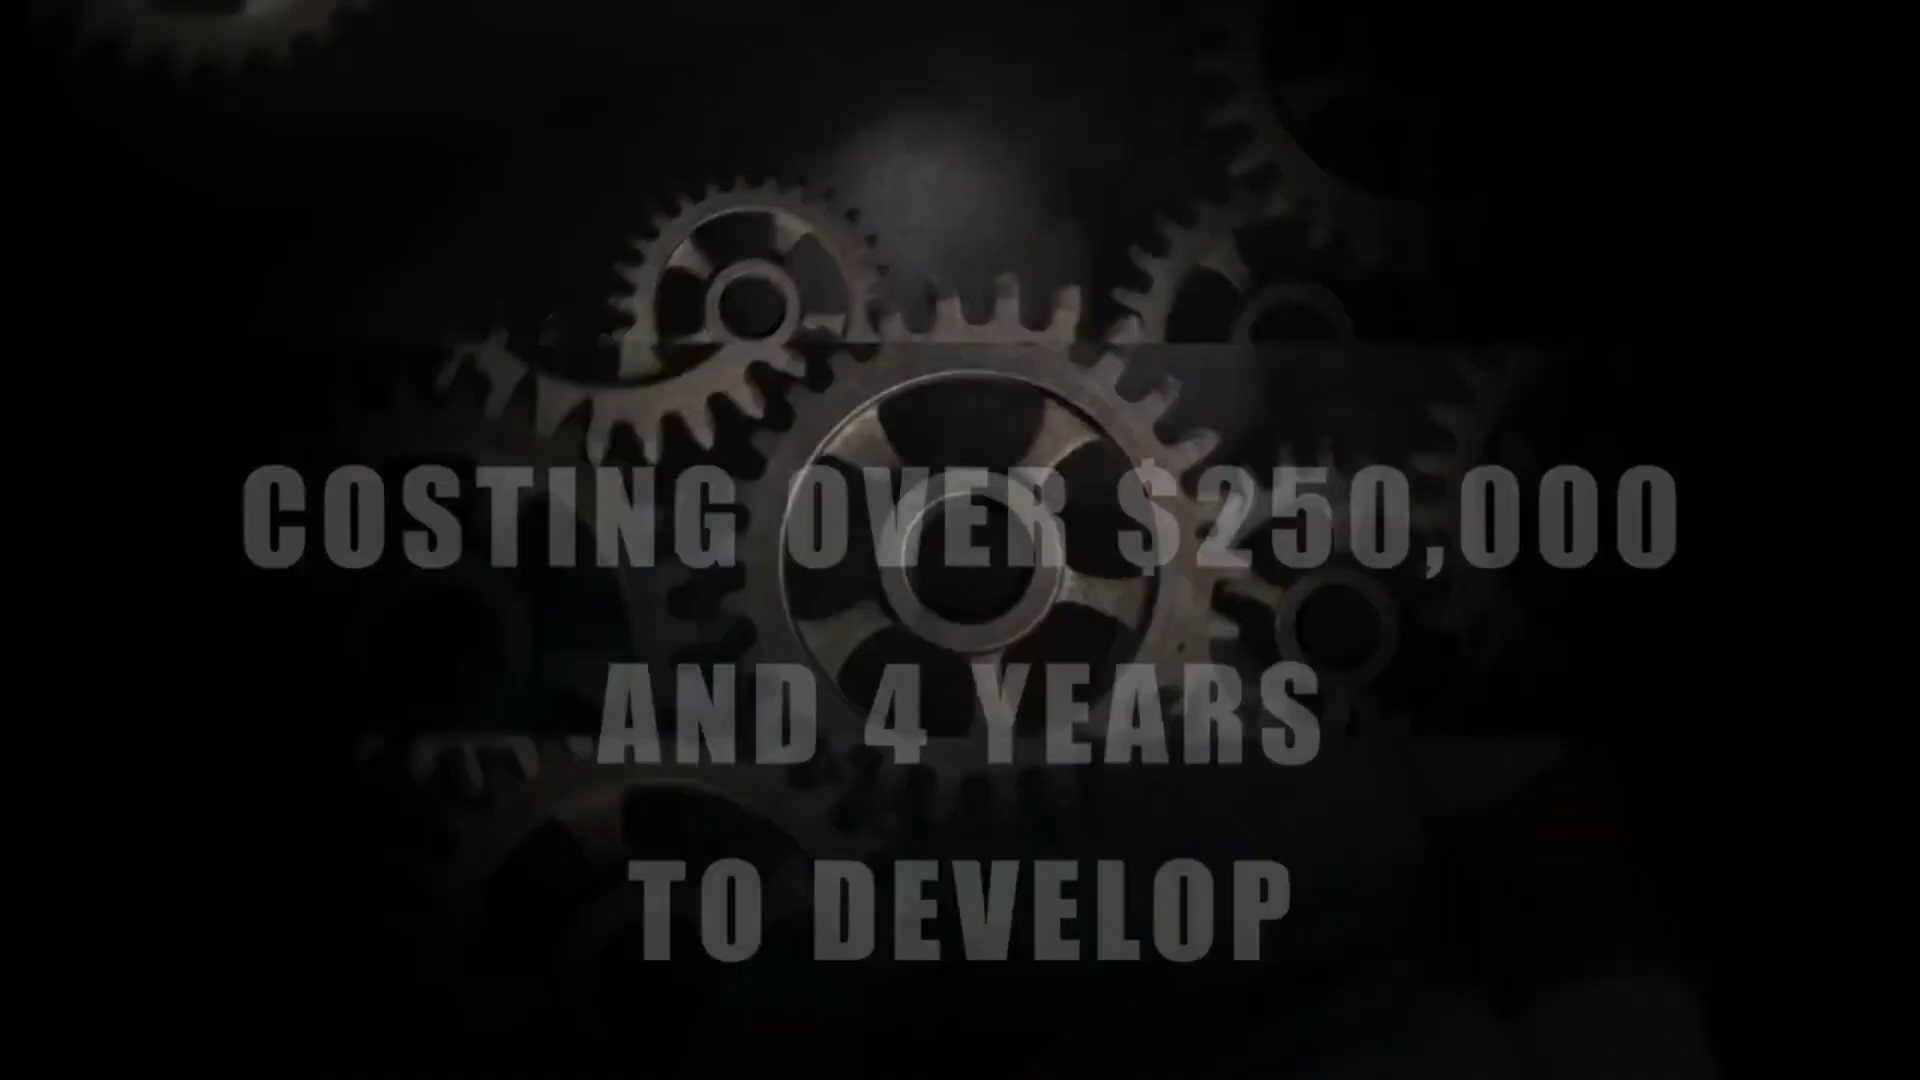 COSTING OVER $250,000
AND 4 YEARS
TO DEVELOP